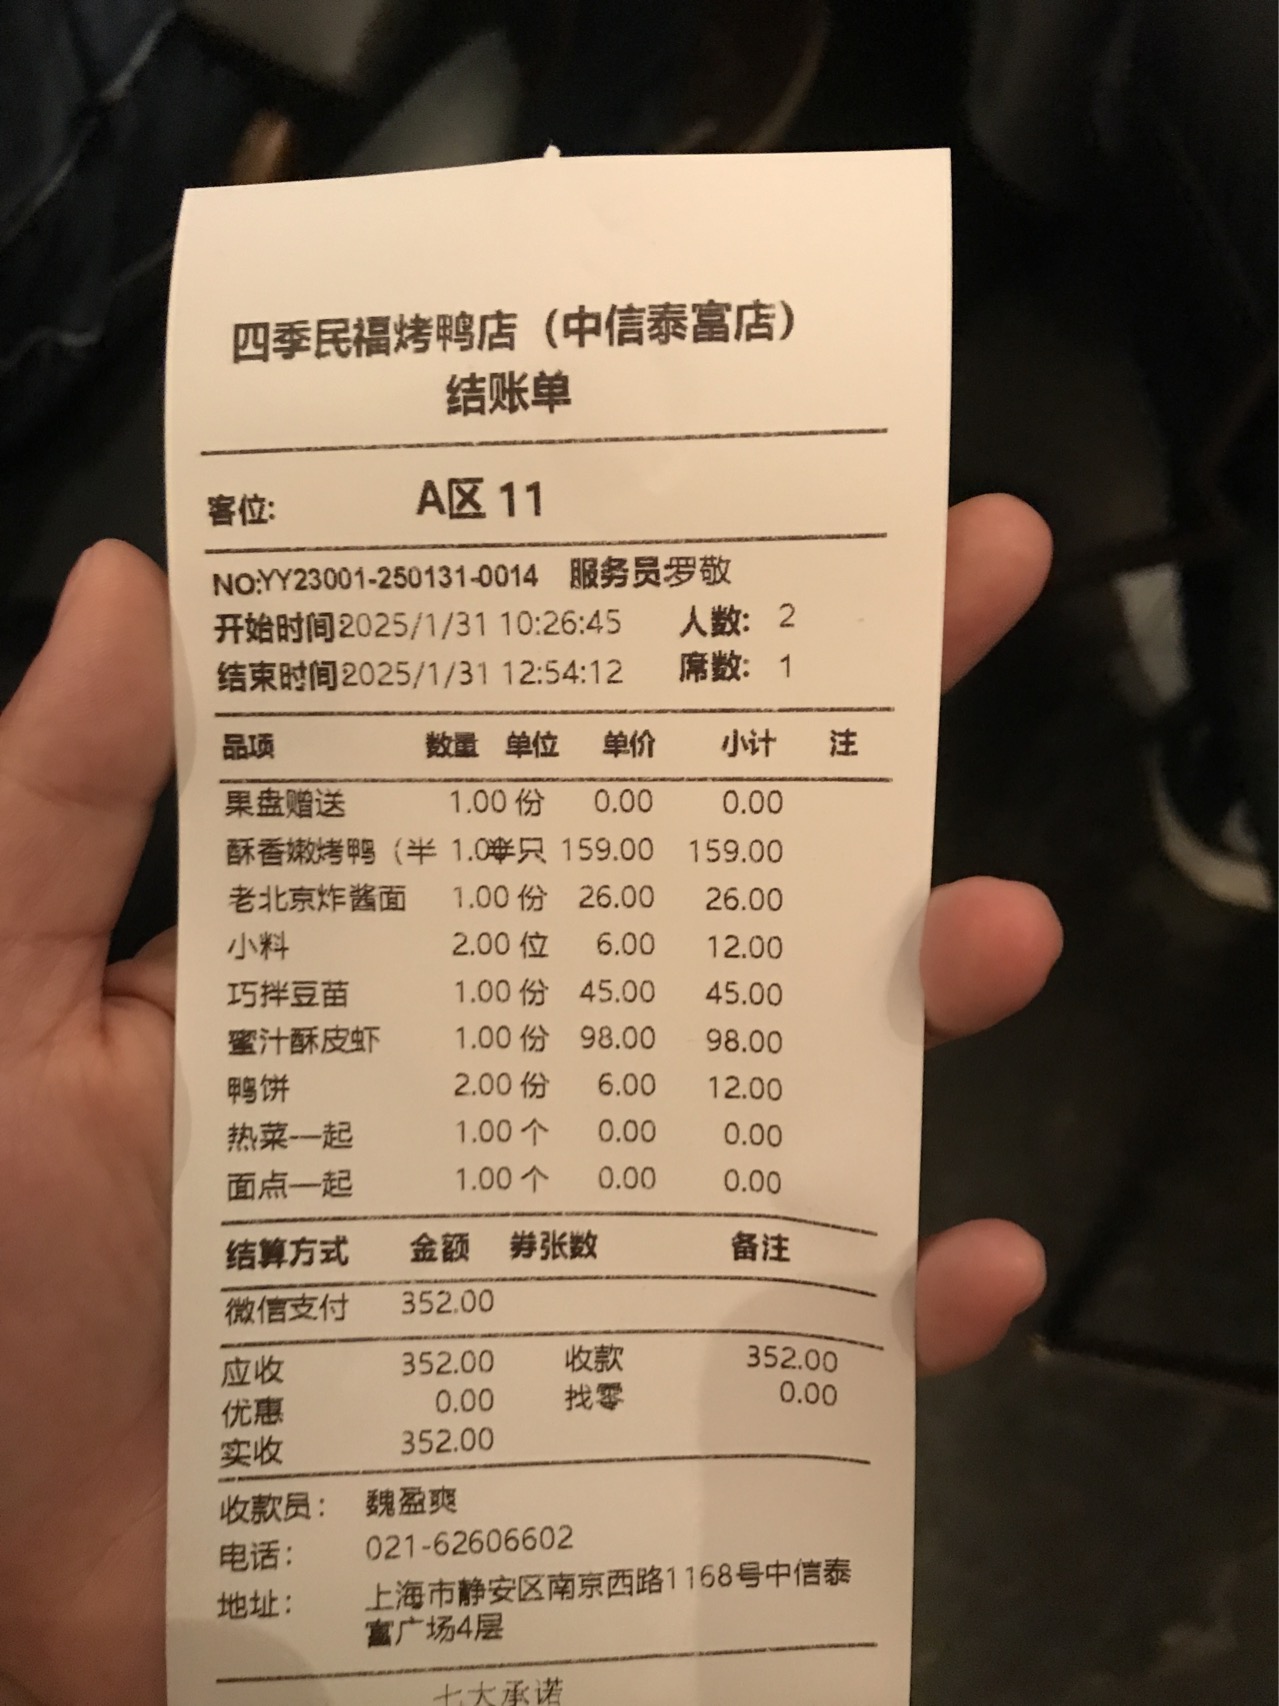 四季民福烤鸭店（中信泰富店）
结账单
客位: A区 11
NO:YY23001-250131-0014 服务员:罗敬
开始时间2025/1/31 10:26:45 人数: 2
结束时间2025/1/31 12:54:12 席数: 1
品项 数量 单位 单价 小计 注
果盘赠送 1.00 份 0.00 0.00
酥香嫩烤鸭（半 1.00半只 159.00 159.00
老北京炸酱面 1.00 份 26.00 26.00
小料 2.00 位 6.00 12.00
巧拌豆苗 1.00 份 45.00 45.00
蜜汁酥皮虾 1.00 份 98.00 98.00
鸭饼 2.00 份 6.00 12.00
热菜一起 1.00 个 0.00 0.00
面点一起 1.00 个 0.00 0.00
结算方式 金额 券张数 备注
微信支付 352.00
应收 352.00 收款 352.00
优惠 0.00 找零 0.00
实收 352.00
收款员： 魏盈爽
电话： 021-62606602
地址： 上海市静安区南京西路1168号中信泰
富广场4层
七大承诺